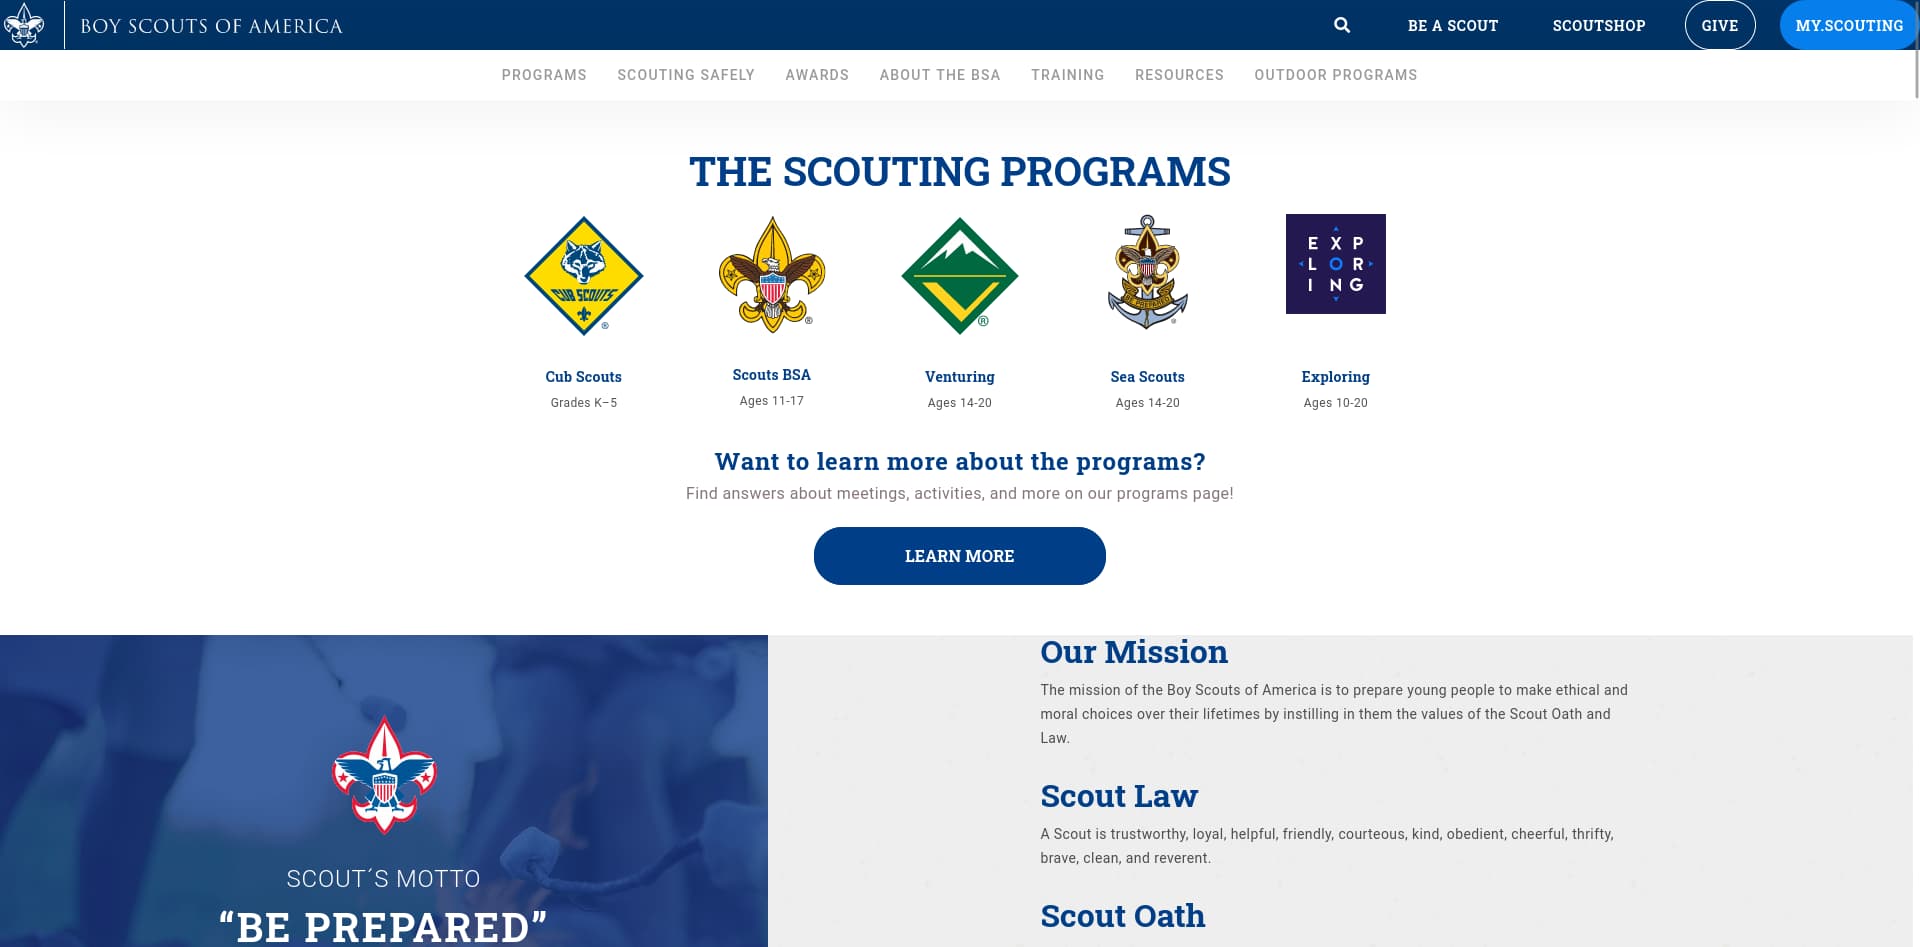 BOY SCOUTS OF AMERICA
BE A SCOUT
SCOUTSHOP
GIVE
MY.SCOUTING
PROGRAMS
SCOUTING SAFELY
AWARDS
ABOUT THE BSA
TRAINING
RESOURCES
OUTDOOR PROGRAMS
THE SCOUTING PROGRAMS
CUB SCOUTS
®
®
®
BE PREPARED
®
EXP
LOR
ING
Cub Scouts
Grades K–5
Scouts BSA
Ages 11-17
Venturing
Ages 14-20
Sea Scouts
Ages 14-20
Exploring
Ages 10-20
Want to learn more about the programs?
Find answers about meetings, activities, and more on our programs page!
LEARN MORE
SCOUT´S MOTTO
“BE PREPARED”
Our Mission
The mission of the Boy Scouts of America is to prepare young people to make ethical and
moral choices over their lifetimes by instilling in them the values of the Scout Oath and
Law.
Scout Law
A Scout is trustworthy, loyal, helpful, friendly, courteous, kind, obedient, cheerful, thrifty,
brave, clean, and reverent.
Scout Oath